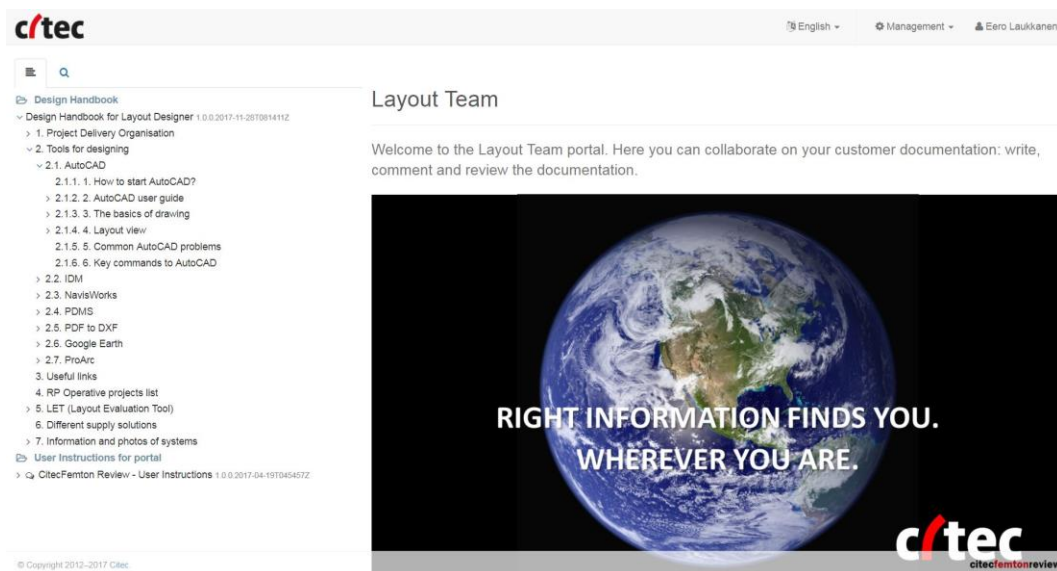 citec
English
Management
Eero Laukkanen
Design Handbook
Design Handbook for Layout Designer 1.0.0.2017-11-28T081411Z
1. Project Delivery Organisation
2. Tools for designing
2.1. AutoCAD
2.1.1. 1. How to start AutoCAD?
2.1.2. 2. AutoCAD user guide
2.1.3. 3. The basics of drawing
2.1.4. 4. Layout view
2.1.5. 5. Common AutoCAD problems
2.1.6. 6. Key commands to AutoCAD
2.2. IDM
2.3. NavisWorks
2.4. PDMS
2.5. PDF to DXF
2.6. Google Earth
2.7. ProArc
3. Useful links
4. RP Operative projects list
5. LET (Layout Evaluation Tool)
6. Different supply solutions
7. Information and photos of systems
User Instructions for portal
CitecFemton Review - User Instructions 1.0.0.2017-04-19T045457Z
Layout Team
Welcome to the Layout Team portal. Here you can collaborate on your customer documentation: write,
comment and review the documentation.
RIGHT INFORMATION FINDS YOU.
WHEREVER YOU ARE.
citec
citecfemtonreview
© Copyright 2012–2017 Citec